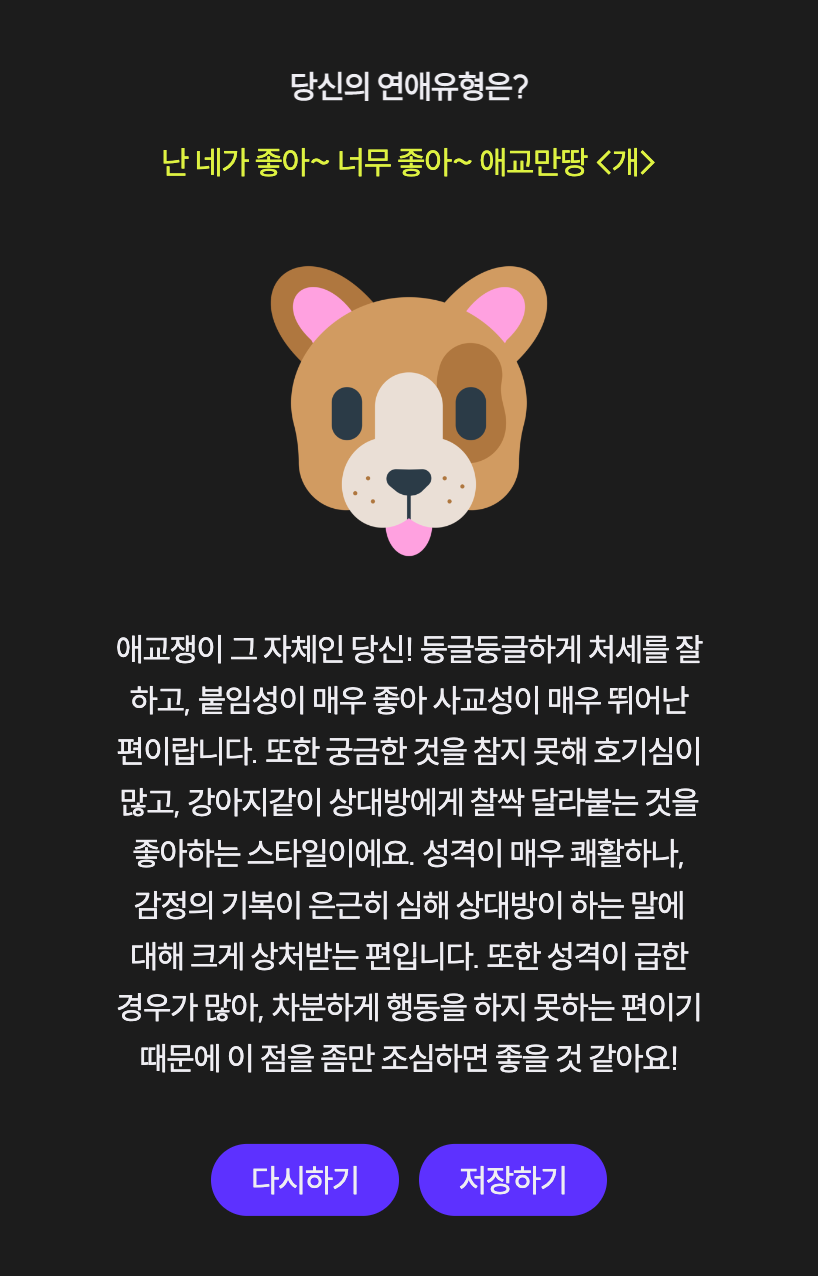 당신의 연애유형은?
난 네가 좋아~ 너무 좋아~ 애교만땅 <개>
애교쟁이 그 자체인 당신! 둥글둥글하게 처세를 잘
하고, 붙임성이 매우 좋아 사교성이 매우 뛰어난
편이랍니다. 또한 궁금한 것을 참지 못해 호기심이
많고, 강아지같이 상대방에게 찰싹 달라붙는 것을
좋아하는 스타일이에요. 성격이 매우 쾌활하나,
감정의 기복이 은근히 심해 상대방이 하는 말에
대해 크게 상처받는 편입니다. 또한 성격이 급한
경우가 많아, 차분하게 행동을 하지 못하는 편이기
때문에 이 점을 좀만 조심하면 좋을 것 같아요!
다시하기
저장하기